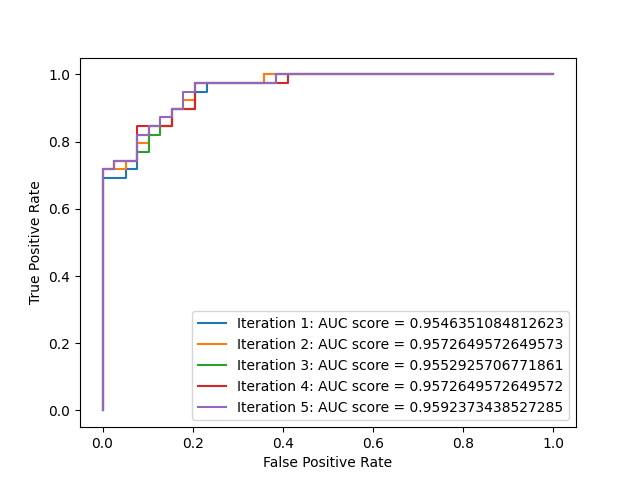 1.0
0.8
0.6
0.4
0.2
0.0
True Positive Rate
Iteration 1: AUC score = 0.9546351084812623
Iteration 2: AUC score = 0.9572649572649573
Iteration 3: AUC score = 0.9552925706771861
Iteration 4: AUC score = 0.9572649572649572
Iteration 5: AUC score = 0.9592373438527285
0.0 0.2 0.4 0.6 0.8 1.0
False Positive Rate